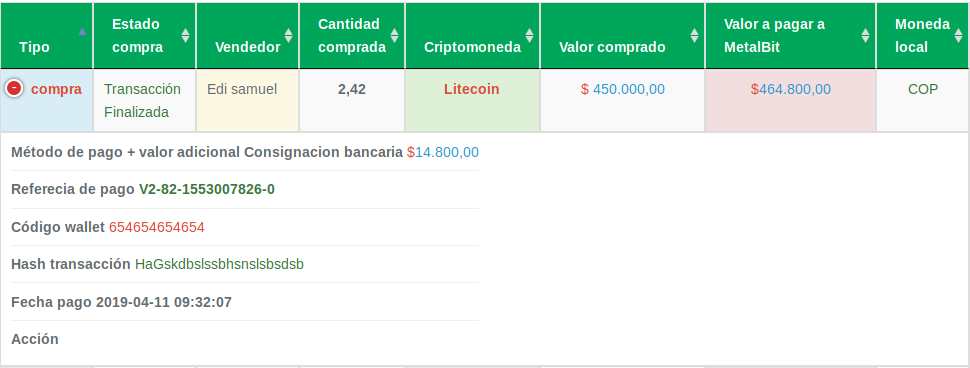 Tipo
Estado compra
Vendedor
Cantidad comprada
Criptomoneda
Valor comprado
Valor a pagar a MetalBit
Moneda local
compra
Transacción Finalizada
Edi samuel
2,42
Litecoin
$ 450.000,00
$464.800,00
COP
Método de pago + valor adicional Consignacion bancaria $14.800,00
Referecia de pago V2-82-1553007826-0
Código wallet 654654654654
Hash transacción HaGskdbslssbhsnslsbsdsb
Fecha pago 2019-04-11 09:32:07
Acción